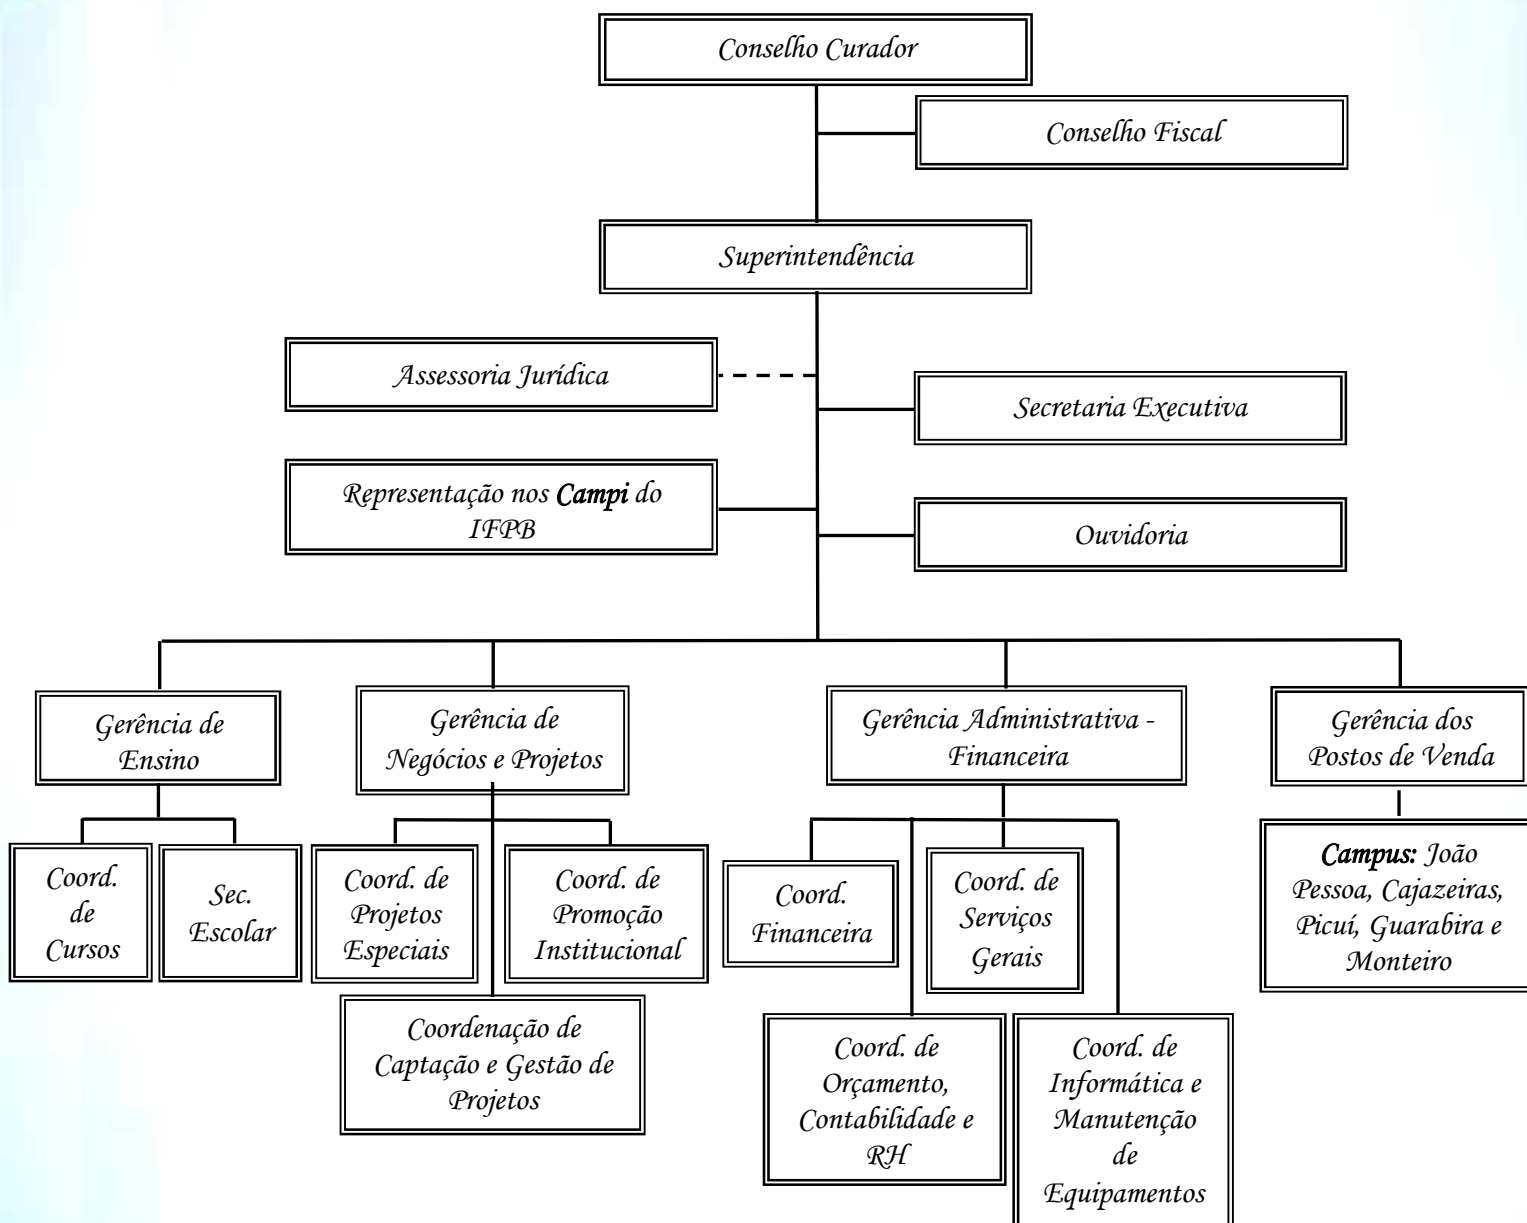 Conselho Curador
Conselho Fiscal
Superintendência
Assessoria Jurídica
Secretaria Executiva
Representação nos Campi do
IFPB
Ouvidoria
Gerência de
Ensino
Gerência de
Negócios e Projetos
Gerência Administrativa -
Financeira
Gerência dos
Postos de Venda
Coord.
de
Cursos
Sec.
Escolar
Coord. de
Projetos
Especiais
Coord. de
Promoção
Institucional
Coord.
Financeira
Coord. de
Serviços
Gerais
Campus: João
Pessoa, Cajazeiras,
Picuí, Guarabira e
Monteiro
Coordenação de
Captação e Gestão de
Projetos
Coord. de
Orçamento,
Contabilidade e
RH
Coord. de
Informática e
Manutenção
de
Equipamentos